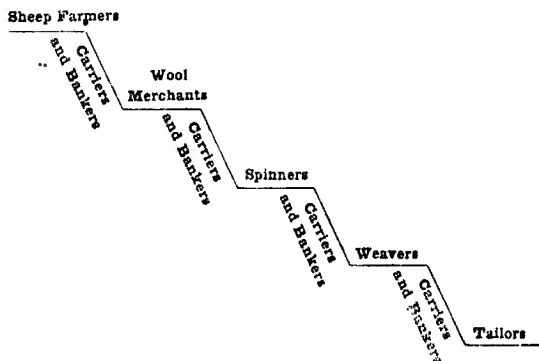 Sheep Farmers
Carriers
and Bankers
Wool
Merchants
Carriers
and Bankers
Spinners
Carriers
and Bankers
Weavers
Carriers
and Bankers
Tailors